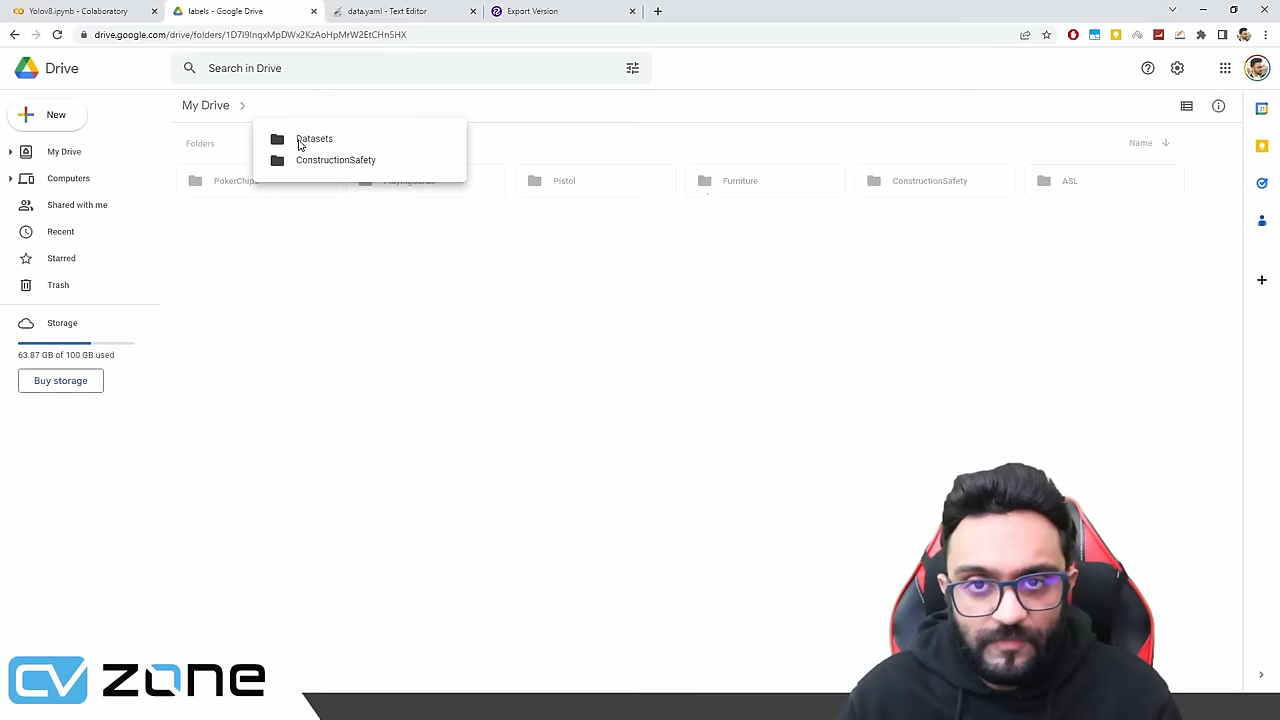 Yolov8.ipynb - Colaboratory
labels - Google Drive
data.yaml - Text Editor
Export Version
drive.google.com/drive/folders/1D7I9InqxMpDWx2KzAoHpMrW2EtCHn5HX
Drive
Search in Drive
New
My Drive
Computers
Shared with me
Recent
Starred
Trash
Storage
63.87 GB of 100 GB used
Buy storage
My Drive
Datasets
ConstructionSafety
Folders
Name
PokerChips
PlayingCards
Pistol
Furniture
ConstructionSafety
ASL
CV ZONE